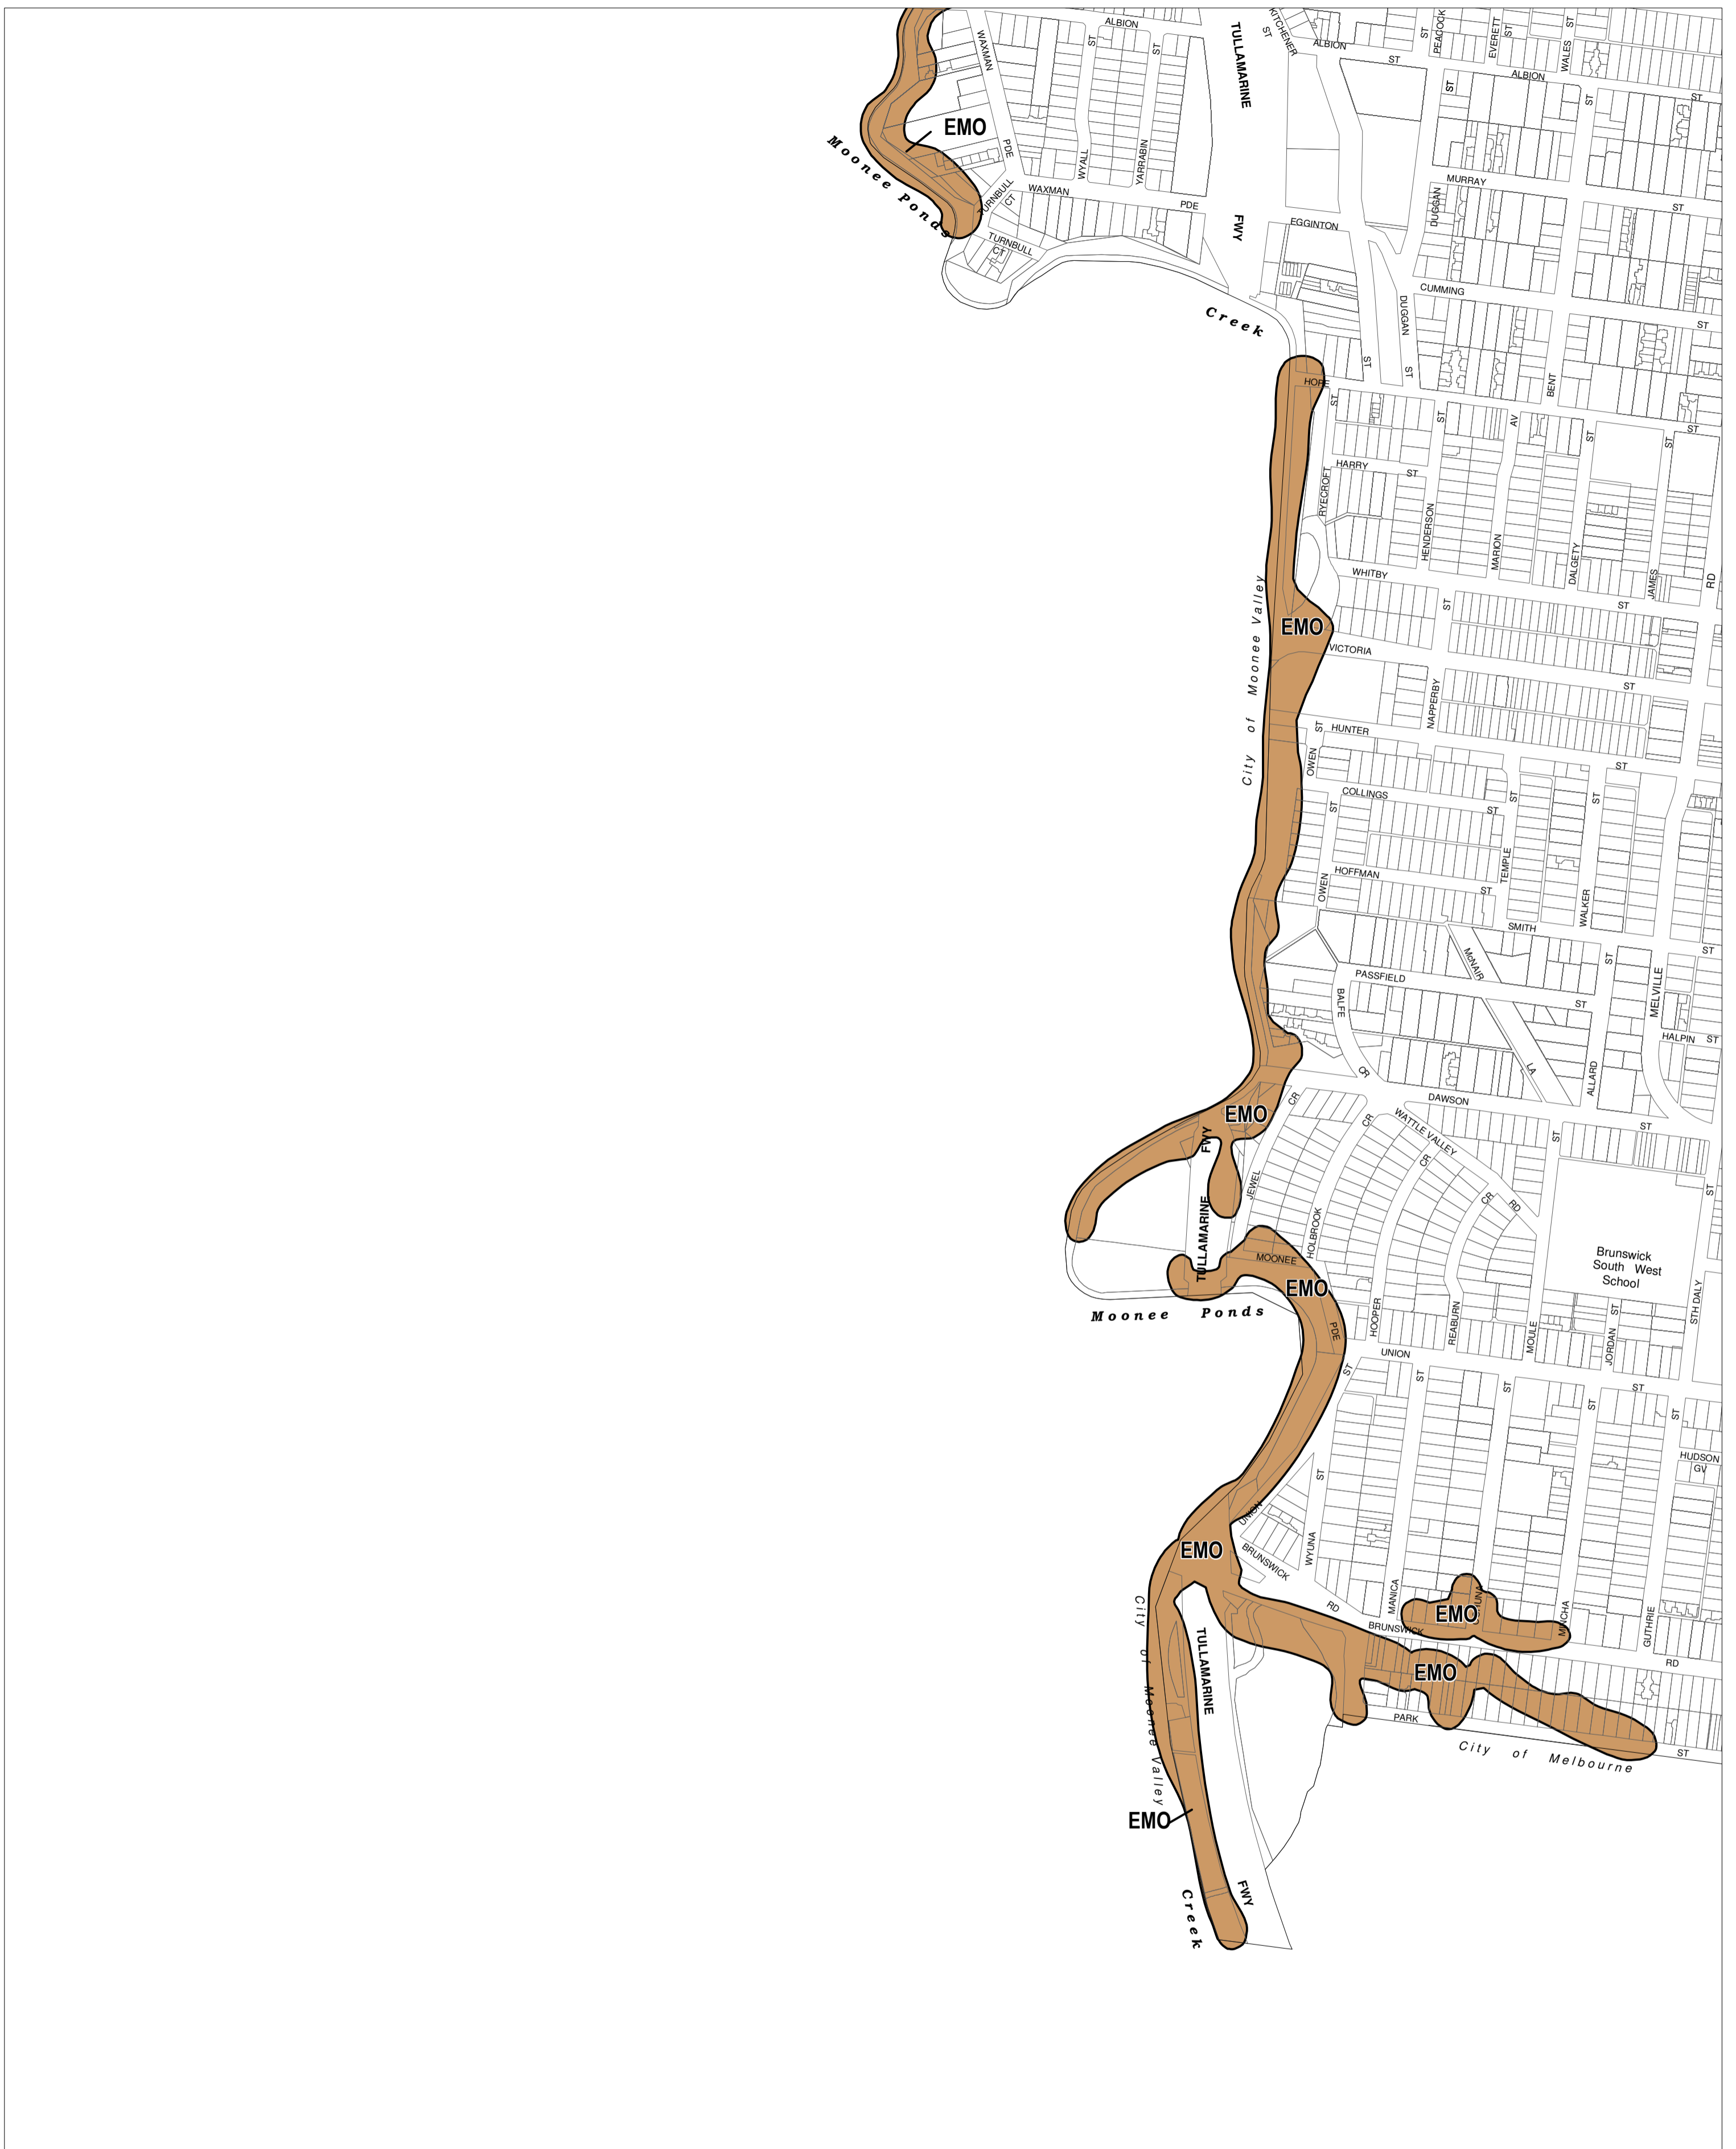 ALBION
ST
ST
WAXMAN
PDE
WYALL
YARRABIN
TULLAMARINE
KITCHENER
ST
ALBION
ST
ST
PEACOCK
EVERETT
ST
WALES
ST
ALBION
ST
ST
ST
EMO
Moonee Ponds
TURNBULL
CT
WAXMAN
PDE
TURNBULL
CT
FWY
EGGINTON
MURRAY
ST
DUGGAN
CUMMING
ST
DUGGAN
ST
ST
BENT
Creek
HOPE
ST
ST
AV
ST
ST
ST
HARRY
ST
RYECROFT
HENDERSON
MARION
DALGETY
JAMES
RD
WHITBY
ST
ST
City of Moonee Valley
EMO
VICTORIA
ST
NAPPERBY
HUNTER
ST
OWEN
ST
COLLINGS
ST
ST
ST
ST
TEMPLE
HOFFMAN
ST
OWEN
WALKER
SMITH
ST
McNAIR
LA
ST
MELVILLE
PASSFIELD
ST
BALFE
CR
HALPIN ST
ALLARD
DAWSON
ST
EMO
CR
CR
WATTLE VALLEY
RD
CR
CR
ST
ST
FWY
TULLAMARINE
JEWEL
HOLBROOK
MOONEE
PDE
EMO
Brunswick
South West
School
STH DALY
Moonee Ponds
HOOPER
REABURN
MOULE
JORDAN
ST
UNION
ST
ST
ST
ST
ST
ST
HUDSON
GV
ST
UNION
WYUNA
BRUNSWICK
RD
EMO
MANICA
EMO
MINCHA
GUTHRIE
BRUNSWICK
RD
EMO
City of Moonee Valley
TULLAMARINE
PARK
ST
City of Melbourne
EMO
FWY
Creek